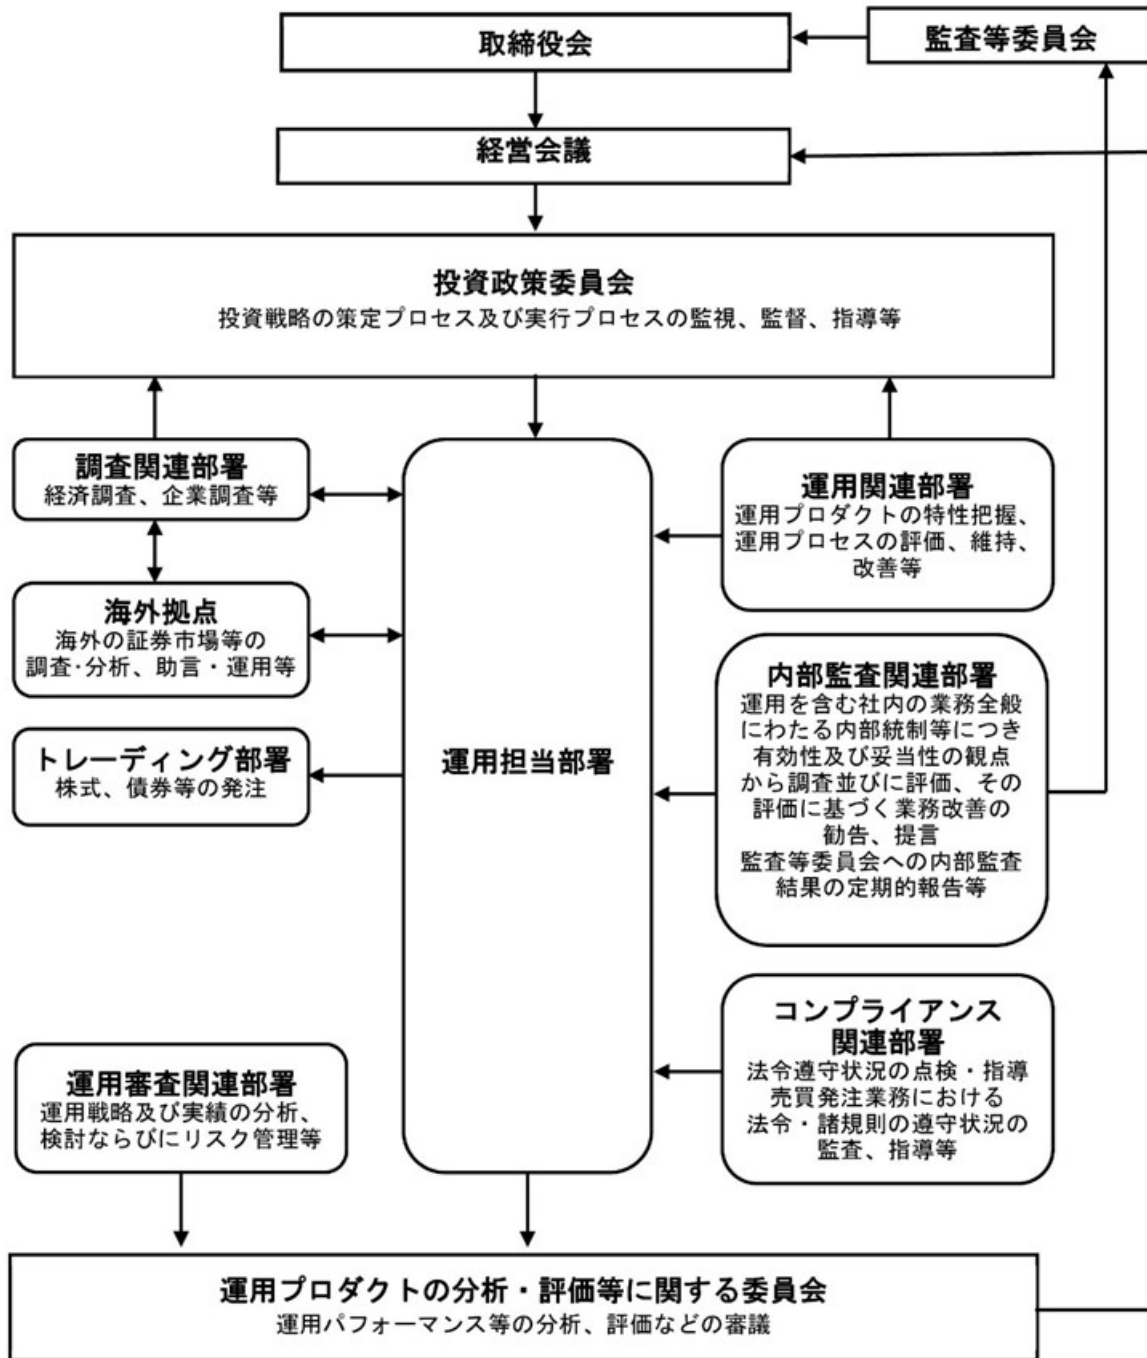 取締役会
監査等委員会
経営会議
投資政策委員会
投資戦略の策定プロセス及び実行プロセスの監視、監督、指導等
調査関連部署
経済調査、企業調査等
海外拠点
海外の証券市場等の
調査･分析、助言・運用等
トレーディング部署
株式、債券等の発注
運用担当部署
運用関連部署
運用プロダクトの特性把握、
運用プロセスの評価、維持、
改善等
内部監査関連部署
運用を含む社内の業務全般
にわたる内部統制等につき
有効性及び妥当性の観点
から調査並びに評価、その
評価に基づく業務改善の
勧告、提言
監査等委員会への内部監査
結果の定期的報告等
コンプライアンス
関連部署
法令遵守状況の点検・指導
売買発注業務における
法令・諸規則の遵守状況の
監査、指導等
運用審査関連部署
運用戦略及び実績の分析、
検討ならびにリスク管理等
運用プロダクトの分析・評価等に関する委員会
運用パフォーマンス等の分析、評価などの審議